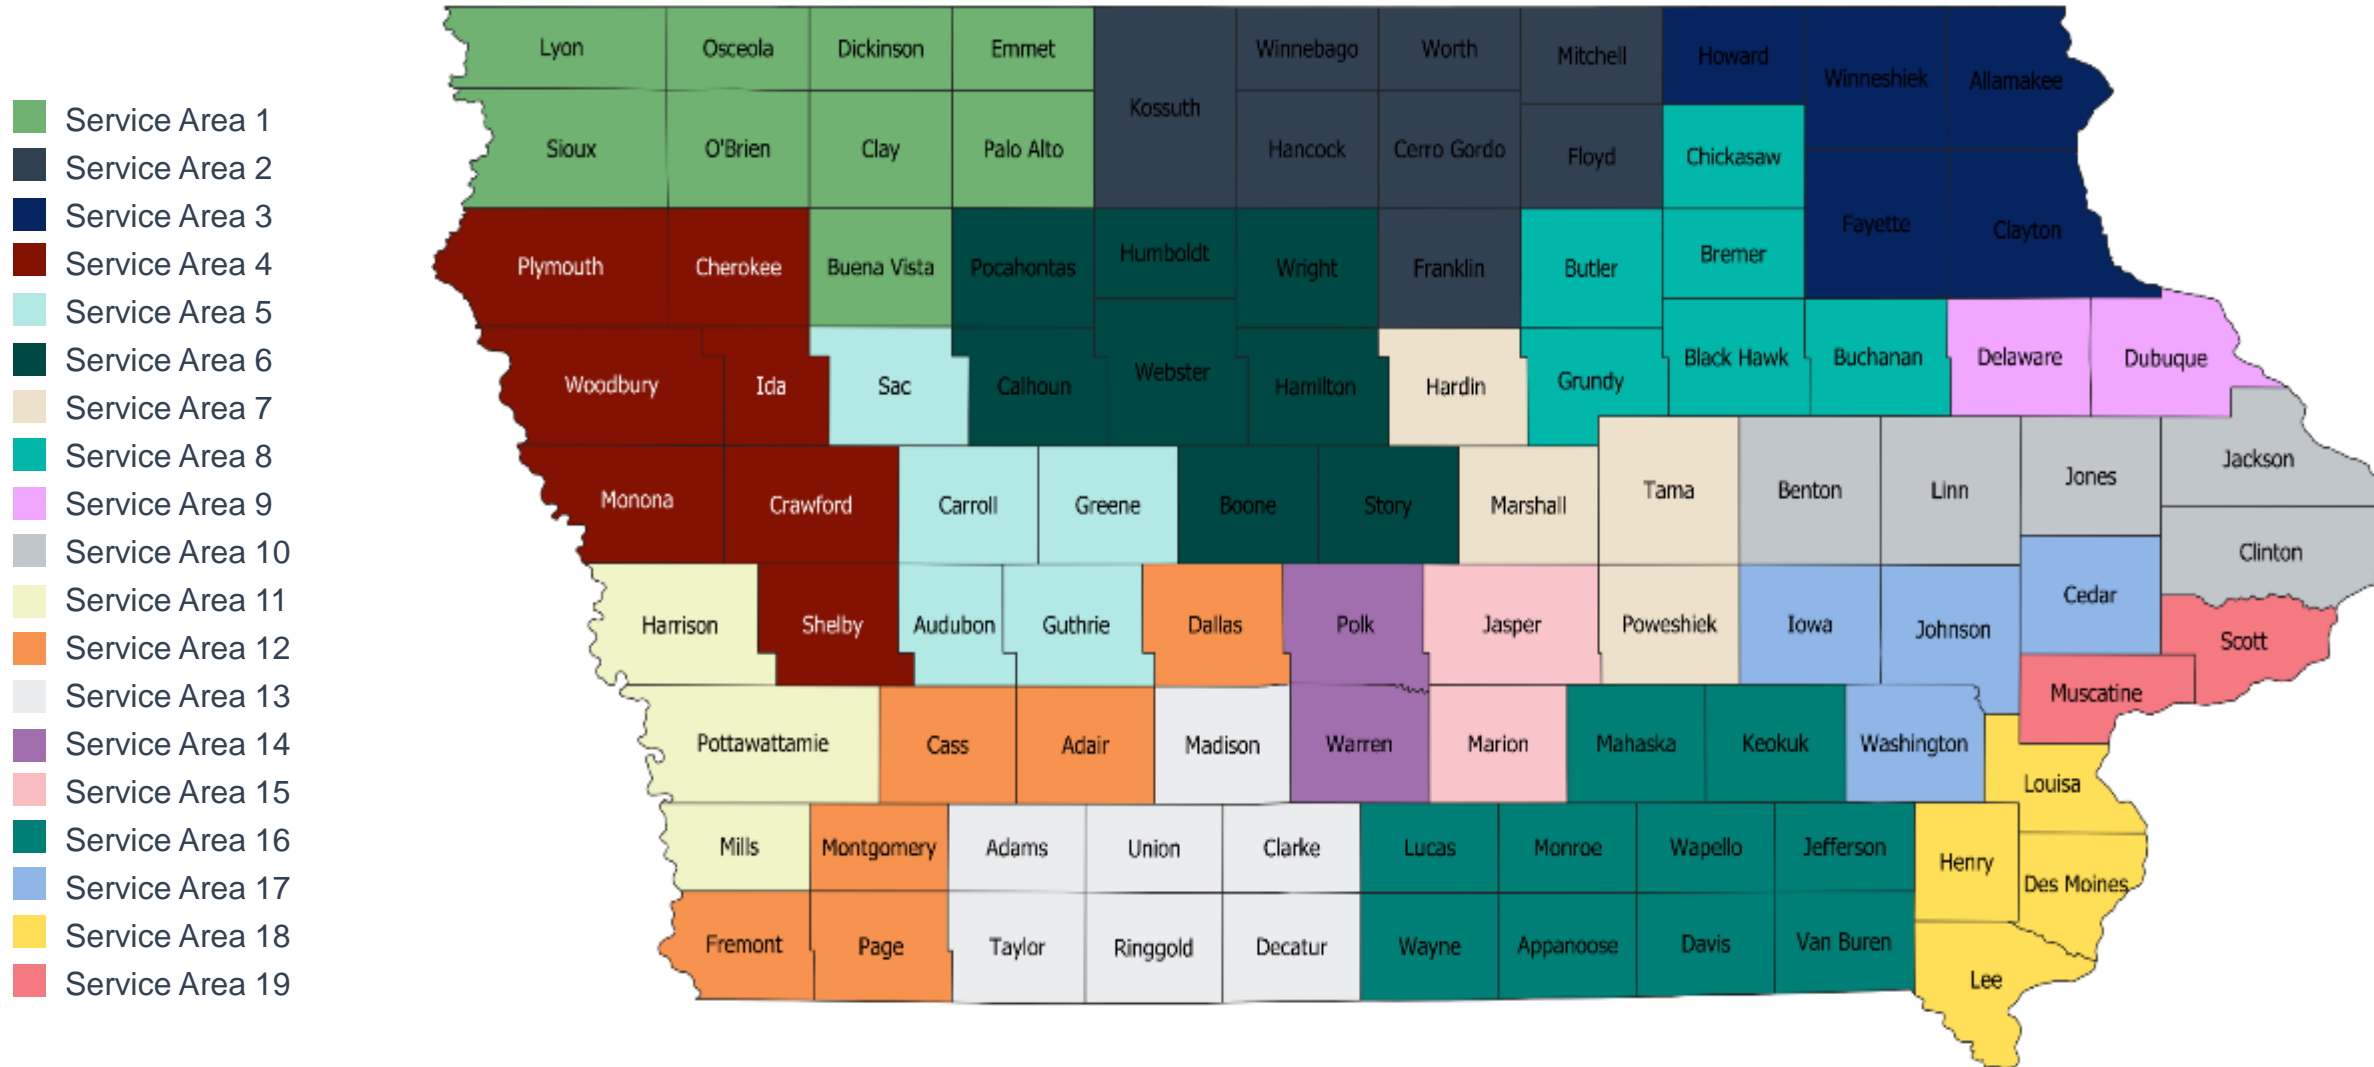 Service Area 1
Service Area 2
Service Area 3
Service Area 4
Service Area 5
Service Area 6
Service Area 7
Service Area 8
Service Area 9
Service Area 10
Service Area 11
Service Area 12
Service Area 13
Service Area 14
Service Area 15
Service Area 16
Service Area 17
Service Area 18
Service Area 19
Lyon
Osceola
Dickinson
Emmet
Kossuth
Winnebago
Worth
Mitchell
Howard
Winneshiek
Allamakee
Sioux
O'Brien
Clay
Palo Alto
Hancock
Cerro Gordo
Floyd
Chickasaw
Fayette
Clayton
Plymouth
Cherokee
Buena Vista
Pocahontas
Humboldt
Wright
Franklin
Butler
Bremer
Woodbury
Ida
Sac
Calhoun
Webster
Hamilton
Hardin
Grundy
Black Hawk
Buchanan
Delaware
Dubuque
Monona
Crawford
Carroll
Greene
Boone
Story
Marshall
Tama
Benton
Linn
Jones
Jackson
Clinton
Harrison
Shelby
Audubon
Guthrie
Dallas
Polk
Jasper
Poweshiek
Iowa
Johnson
Cedar
Scott
Muscatine
Pottawattamie
Cass
Adair
Madison
Warren
Marion
Mahaska
Keokuk
Washington
Louisa
Mills
Montgomery
Adams
Union
Clarke
Lucas
Monroe
Wapello
Jefferson
Henry
Des Moines
Fremont
Page
Taylor
Ringgold
Decatur
Wayne
Appanoose
Davis
Van Buren
Lee